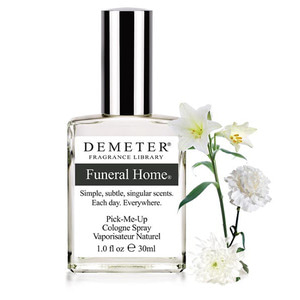 DEMETER®
FRAGRANCE LIBRARY
Funeral Home®
Simple, subtle, singular scents.
Each day. Everywhere.
Pick-Me-Up
Cologne Spray
Vaporisateur Naturel
1.0 fl oz ℮ 30ml